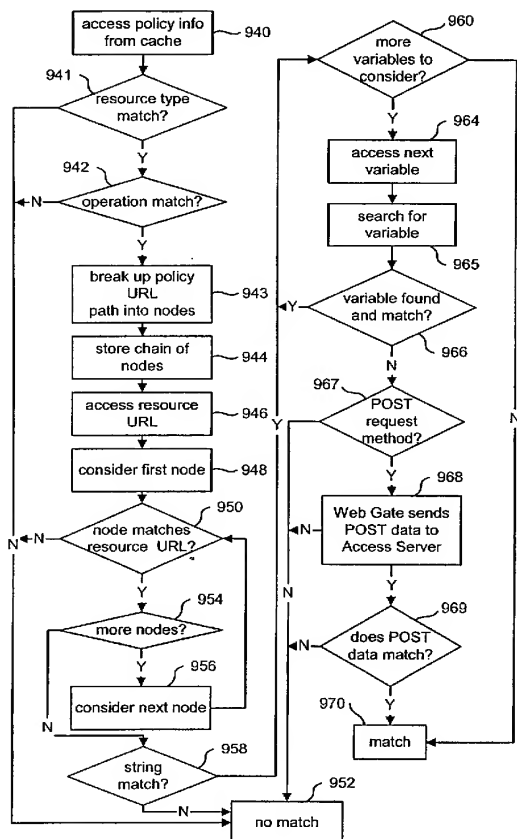 access policy info
from cache
940
941
resource type
match?
Y
942
N
operation match?
Y
break up policy
URL
path into nodes
943
store chain of
nodes
944
access resource
URL
946
consider first node
948
950
N
N
node matches
resource URL?
Y
954
more nodes?
Y
956
consider next node
N
958
string
match?
N
952
no match
960
more
variables to
consider?
Y
964
access next
variable
search for
variable
965
Y
variable found
and match?
966
N
967
POST
request
method?
Y
N
Y
968
Web Gate sends
POST data to
Access Server
N
Y
N
969
N
does POST
data match?
Y
970
match